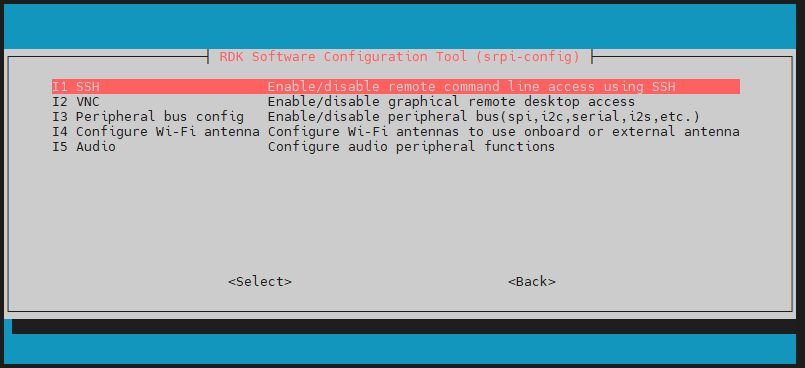 RDK Software Configuration Tool (srpi-config)
I1 SSH Enable/disable remote command line access using SSH
I2 VNC Enable/disable graphical remote desktop access
I3 Peripheral bus config Enable/disable peripheral bus(spi,i2c,serial,i2s,etc.)
I4 Configure Wi-Fi antenna Configure Wi-Fi antennas to use onboard or external antenna
I5 Audio Configure audio peripheral functions
<Select> <Back>